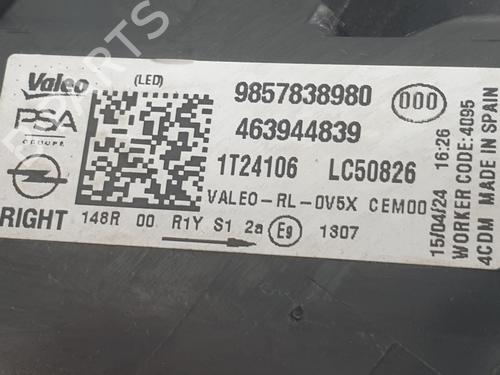 Valeo
(LED)
9857838980
000
PSA
GROUPE
463944839
1T24106 LC50826
VALEO-RL-0V5X CEM00
RIGHT
148R 00 R1Y S1 2a E9 1307
15/04/24 16:26
WORKER CODE:4095
4CDM MADE IN SPAIN